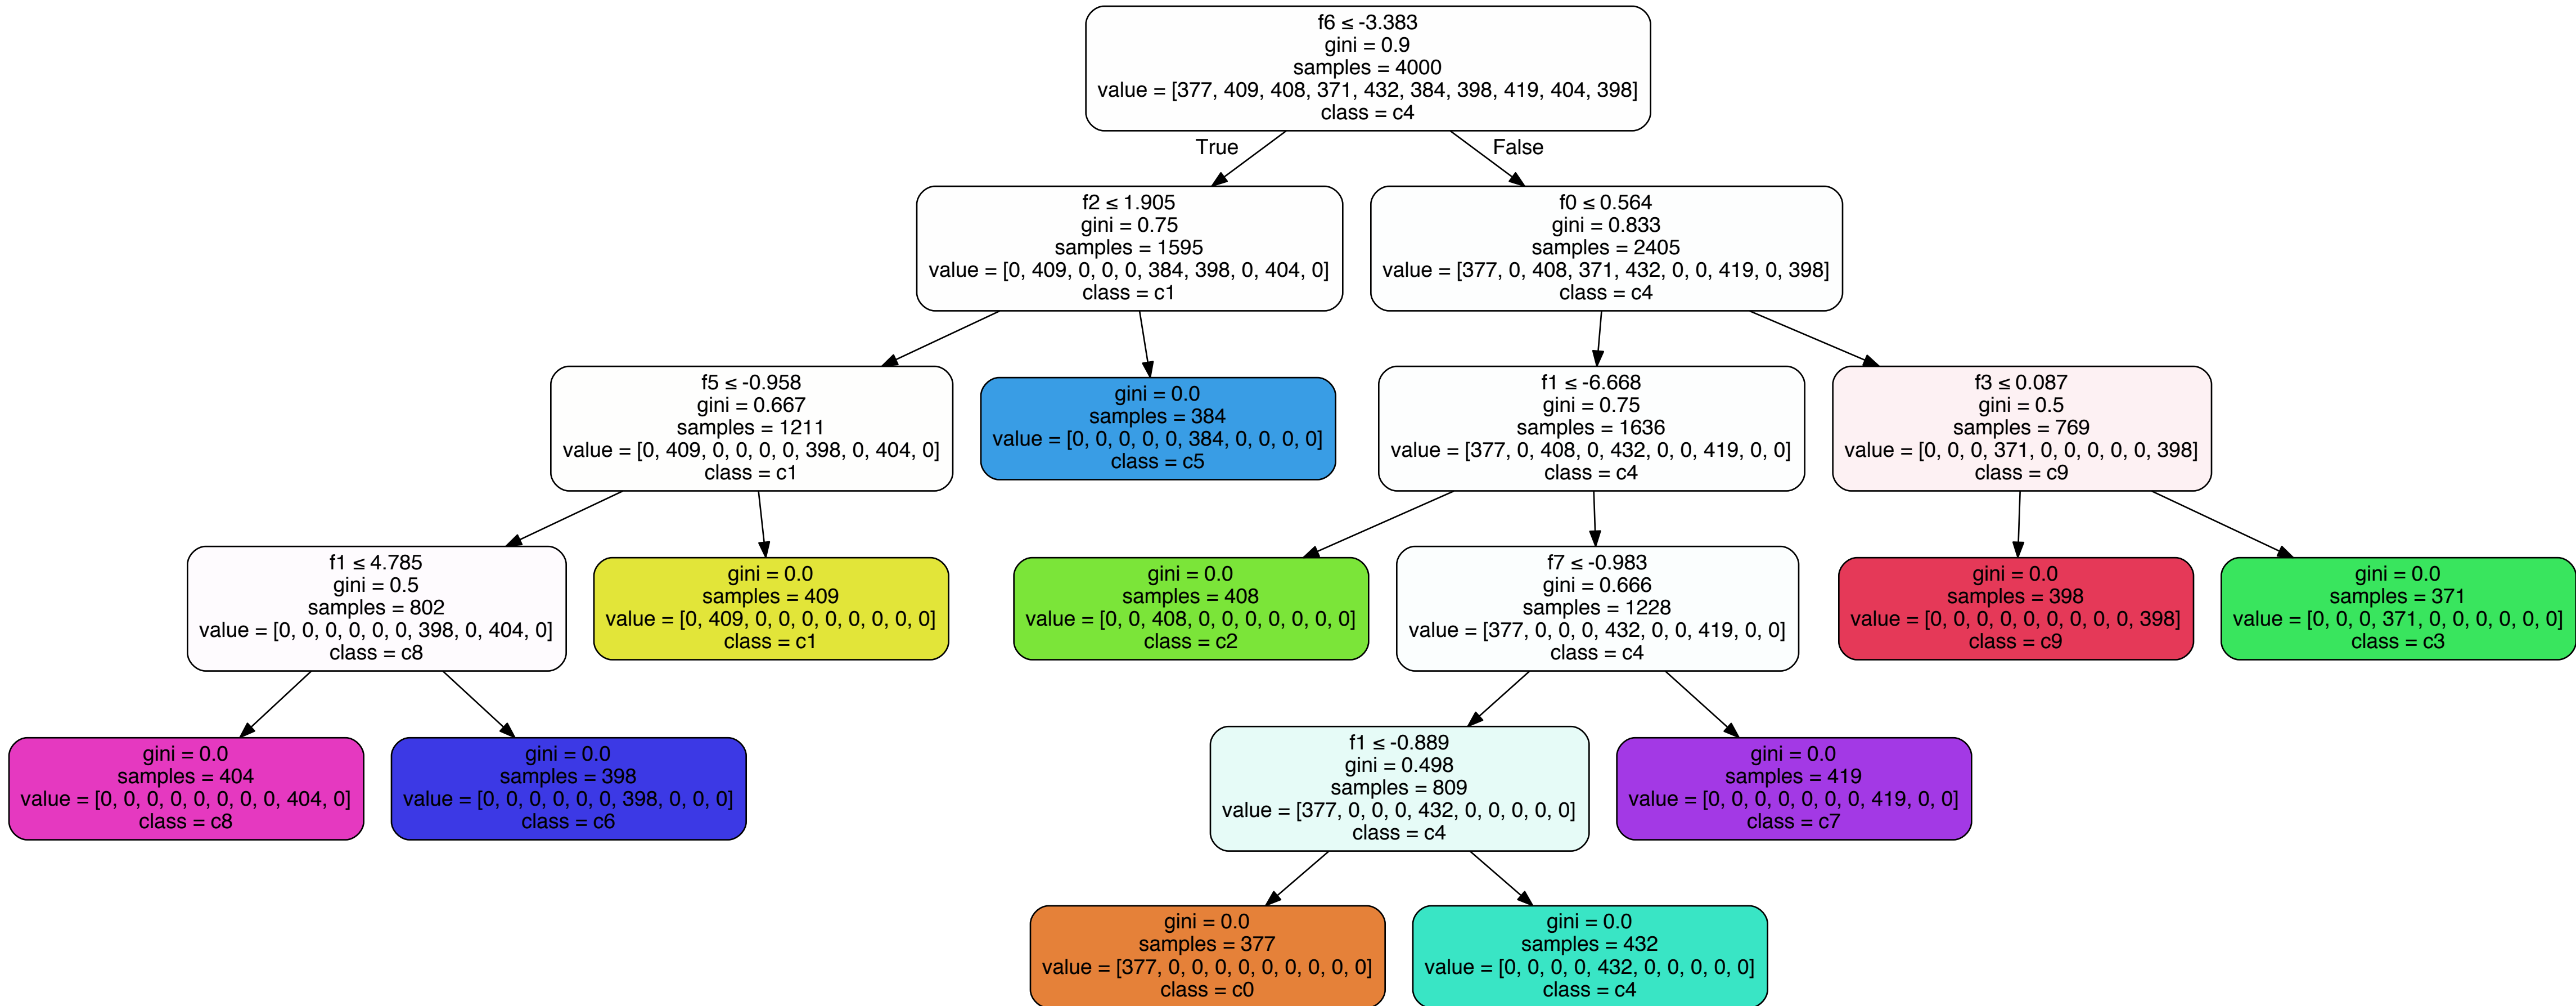 f6 ≤ -3.383
gini = 0.9
samples = 4000
value = [377, 409, 408, 371, 432, 384, 398, 419, 404, 398]
class = c4
True
False
f2 ≤ 1.905
gini = 0.75
samples = 1595
value = [0, 409, 0, 0, 0, 384, 398, 0, 404, 0]
class = c1
f0 ≤ 0.564
gini = 0.833
samples = 2405
value = [377, 0, 408, 371, 432, 0, 0, 419, 0, 398]
class = c4
f5 ≤ -0.958
gini = 0.667
samples = 1211
value = [0, 409, 0, 0, 0, 0, 398, 0, 404, 0]
class = c1
gini = 0.0
samples = 384
value = [0, 0, 0, 0, 0, 384, 0, 0, 0, 0]
class = c5
f1 ≤ -6.668
gini = 0.75
samples = 1636
value = [377, 0, 408, 0, 432, 0, 0, 419, 0, 0]
class = c4
f3 ≤ 0.087
gini = 0.5
samples = 769
value = [0, 0, 0, 371, 0, 0, 0, 0, 0, 398]
class = c9
f1 ≤ 4.785
gini = 0.5
samples = 802
value = [0, 0, 0, 0, 0, 0, 398, 0, 404, 0]
class = c8
gini = 0.0
samples = 409
value = [0, 409, 0, 0, 0, 0, 0, 0, 0, 0]
class = c1
gini = 0.0
samples = 408
value = [0, 0, 408, 0, 0, 0, 0, 0, 0, 0]
class = c2
f7 ≤ -0.983
gini = 0.666
samples = 1228
value = [377, 0, 0, 0, 432, 0, 0, 419, 0, 0]
class = c4
gini = 0.0
samples = 398
value = [0, 0, 0, 0, 0, 0, 0, 0, 0, 398]
class = c9
gini = 0.0
samples = 371
value = [0, 0, 0, 371, 0, 0, 0, 0, 0, 0]
class = c3
gini = 0.0
samples = 404
value = [0, 0, 0, 0, 0, 0, 0, 0, 404, 0]
class = c8
gini = 0.0
samples = 398
value = [0, 0, 0, 0, 0, 0, 398, 0, 0, 0]
class = c6
f1 ≤ -0.889
gini = 0.498
samples = 809
value = [377, 0, 0, 0, 432, 0, 0, 0, 0, 0]
class = c4
gini = 0.0
samples = 419
value = [0, 0, 0, 0, 0, 0, 0, 419, 0, 0]
class = c7
gini = 0.0
samples = 377
value = [377, 0, 0, 0, 0, 0, 0, 0, 0, 0]
class = c0
gini = 0.0
samples = 432
value = [0, 0, 0, 0, 432, 0, 0, 0, 0, 0]
class = c4